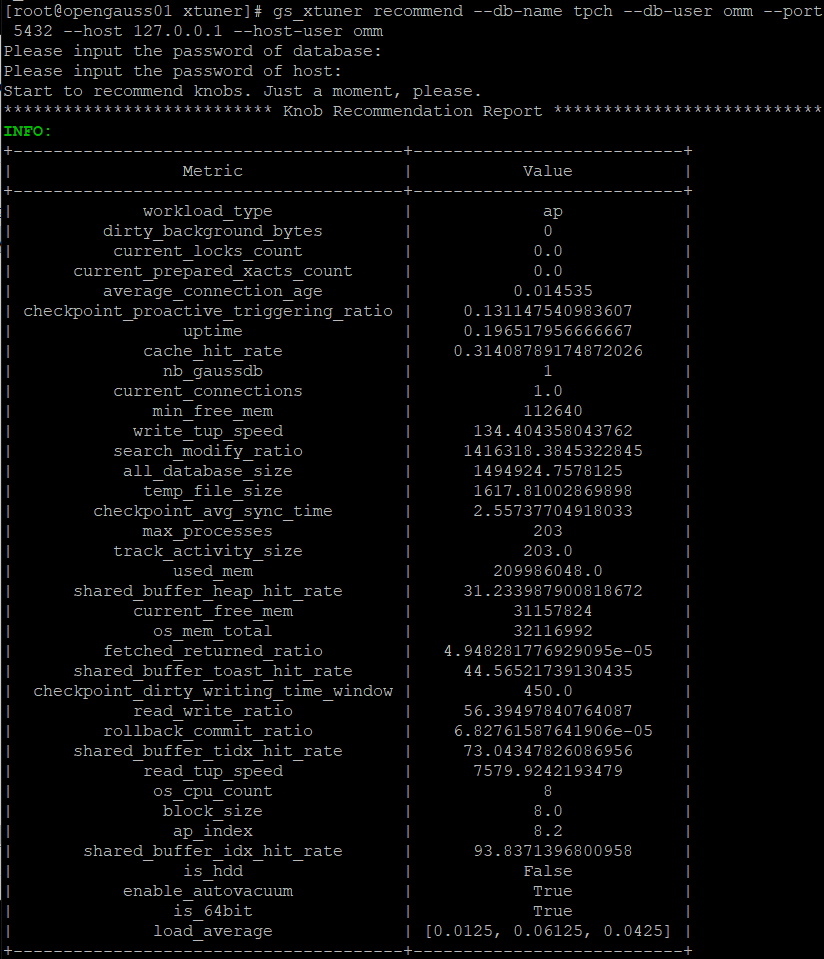 [root@opengauss01 xtuner]# gs_xtuner recommend --db-name tpch --db-user omm --port
 5432 --host 127.0.0.1 --host-user omm
Please input the password of database:
Please input the password of host:
Start to recommend knobs. Just a moment, please.
*************************** Knob Recommendation Report ***************************
INFO:
+---------------------------------------+---------------------------+
| Metric | Value |
+---------------------------------------+---------------------------+
| workload_type | ap |
| dirty_background_bytes | 0 |
| current_locks_count | 0.0 |
| current_prepared_xacts_count | 0.0 |
| average_connection_age | 0.014535 |
| checkpoint_proactive_triggering_ratio | 0.131147540983607 |
| uptime | 0.196517956666667 |
| cache_hit_rate | 0.31408789174872026 |
| nb_gaussdb | 1 |
| current_connections | 1.0 |
| min_free_mem | 112640 |
| write_tup_speed | 134.404358043762 |
| search_modify_ratio | 1416318.3845322845 |
| all_database_size | 1494924.7578125 |
| temp_file_size | 1617.81002869898 |
| checkpoint_avg_sync_time | 2.55737704918033 |
| max_processes | 203 |
| track_activity_size | 203.0 |
| used_mem | 209986048.0 |
| shared_buffer_heap_hit_rate | 31.233987900818672 |
| current_free_mem | 31157824 |
| os_mem_total | 32116992 |
| fetched_returned_ratio | 4.948281776929095e-05 |
| shared_buffer_toast_hit_rate | 44.56521739130435 |
| checkpoint_dirty_writing_time_window | 450.0 |
| read_write_ratio | 56.39497840764087 |
| rollback_commit_ratio | 6.82761587641906e-05 |
| shared_buffer_tidx_hit_rate | 73.04347826086956 |
| read_tup_speed | 7579.9242193479 |
| os_cpu_count | 8 |
| block_size | 8.0 |
| ap_index | 8.2 |
| shared_buffer_idx_hit_rate | 93.8371396800958 |
| is_hdd | False |
| enable_autovacuum | True |
| is_64bit | True |
| load_average | [0.0125, 0.06125, 0.0425] |
+---------------------------------------+---------------------------+